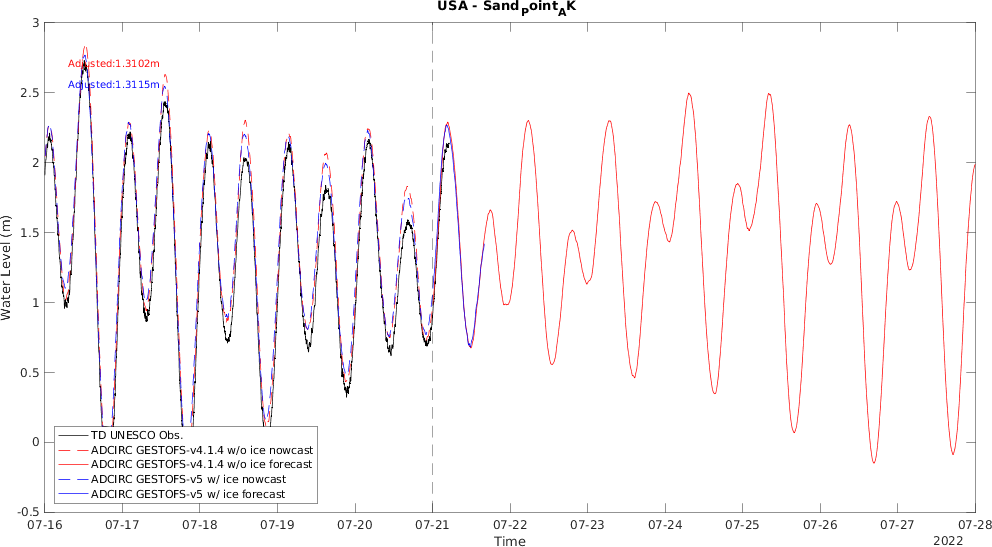 USA - SandPointAK
Adjusted:1.3102m
Adjusted:1.3115m
Water Level (m)
3
2.5
2
1.5
1
0.5
0
-0.5
TD UNESCO Obs.
ADCIRC GESTOFS-v4.1.4 w/o ice nowcast
ADCIRC GESTOFS-v4.1.4 w/o ice forecast
ADCIRC GESTOFS-v5 w/ ice nowcast
ADCIRC GESTOFS-v5 w/ ice forecast
07-16 07-17 07-18 07-19 07-20 07-21 07-22 07-23 07-24 07-25 07-26 07-27 07-28
Time
2022